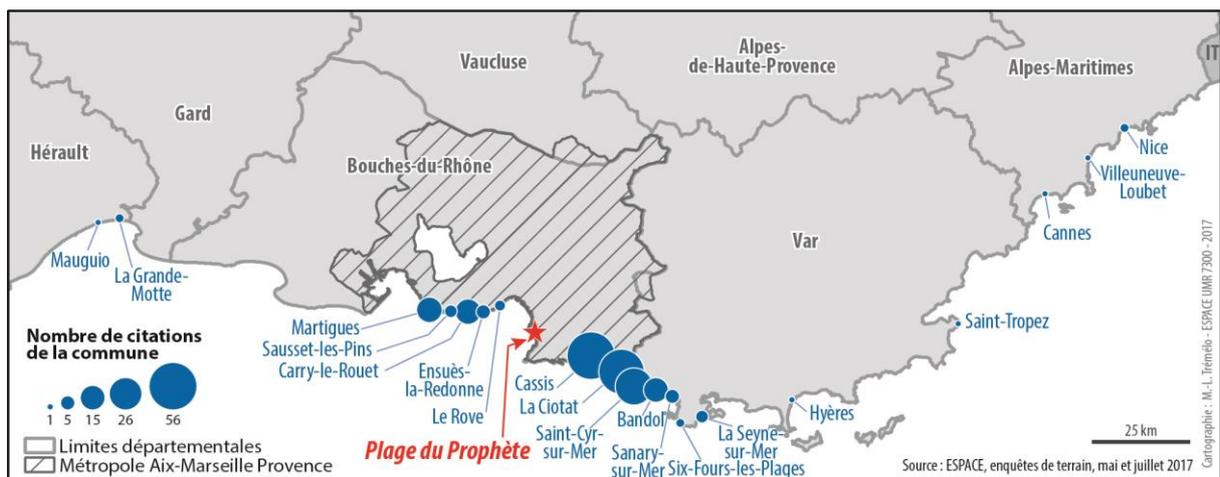 Vaucluse
Alpes-
de-Haute-Provence
Alpes-Maritimes
IT
Gard
Hérault
Bouches-du-Rhône
Var
Nice
Villeuneuve-
Loubet
Cannes
Saint-Tropez
Hyères
Mauguio
La Grande-
Motte
Martigues
Sausset-les-Pins
Carry-le-Rouet
Ensuès-
la-Redonne
Le Rove
Plage du Prophète
Cassis
La Ciotat
Saint-Cyr-
sur-Mer
Bandol
Sanary-
sur-Mer
Six-Fours-les-Plages
La Seyne-
sur-Mer
Nombre de citations
de la commune
1 5 15 26 56
Limites départementales
Métropole Aix-Marseille Provence
25 km
Source : ESPACE, enquêtes de terrain, mai et juillet 2017
Cartographie : M.-L. Trémélo - ESPACE UMR 7300 - 2017